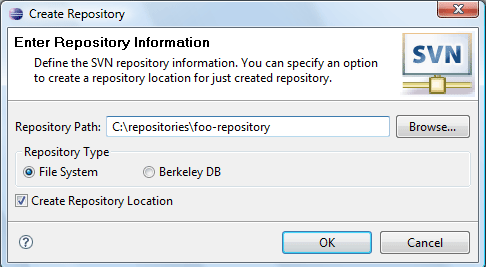 Create Repository
Enter Repository Information
Define the SVN repository information. You can specify an option
to create a repository location for just created repository.
SVN
Repository Path: C:\repositories\foo-repository Browse...
Repository Type
File System Berkeley DB
Create Repository Location
? OK Cancel